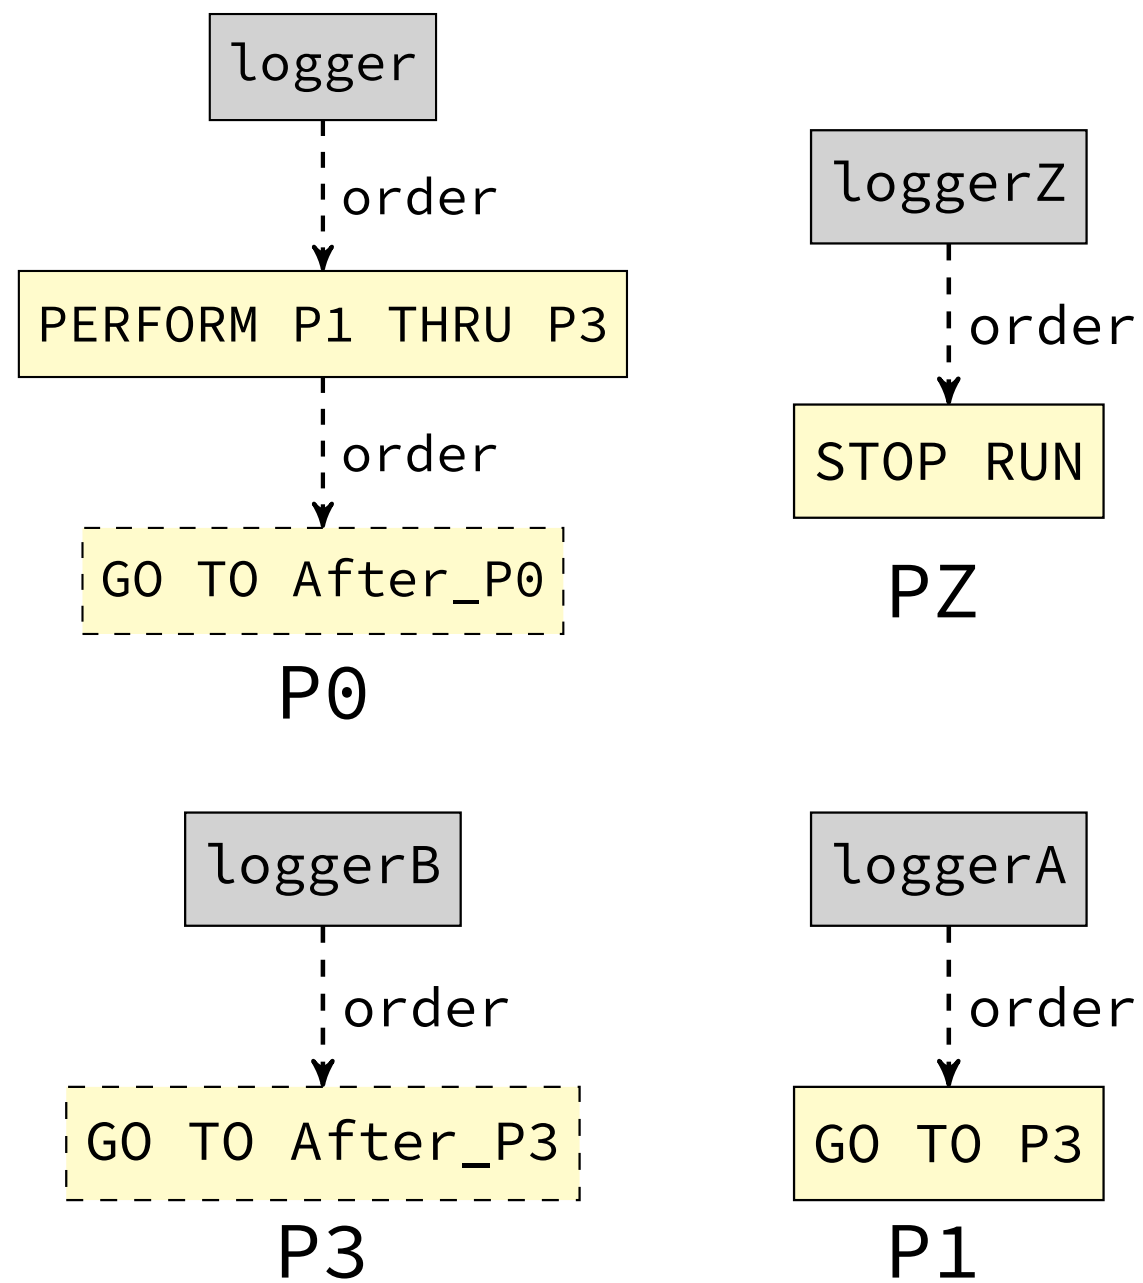 logger
order
PERFORM P1 THRU P3
order
GO TO After_P0
P0
loggerZ
order
STOP RUN
PZ
loggerB
order
GO TO After_P3
P3
loggerA
order
GO TO P3
P1